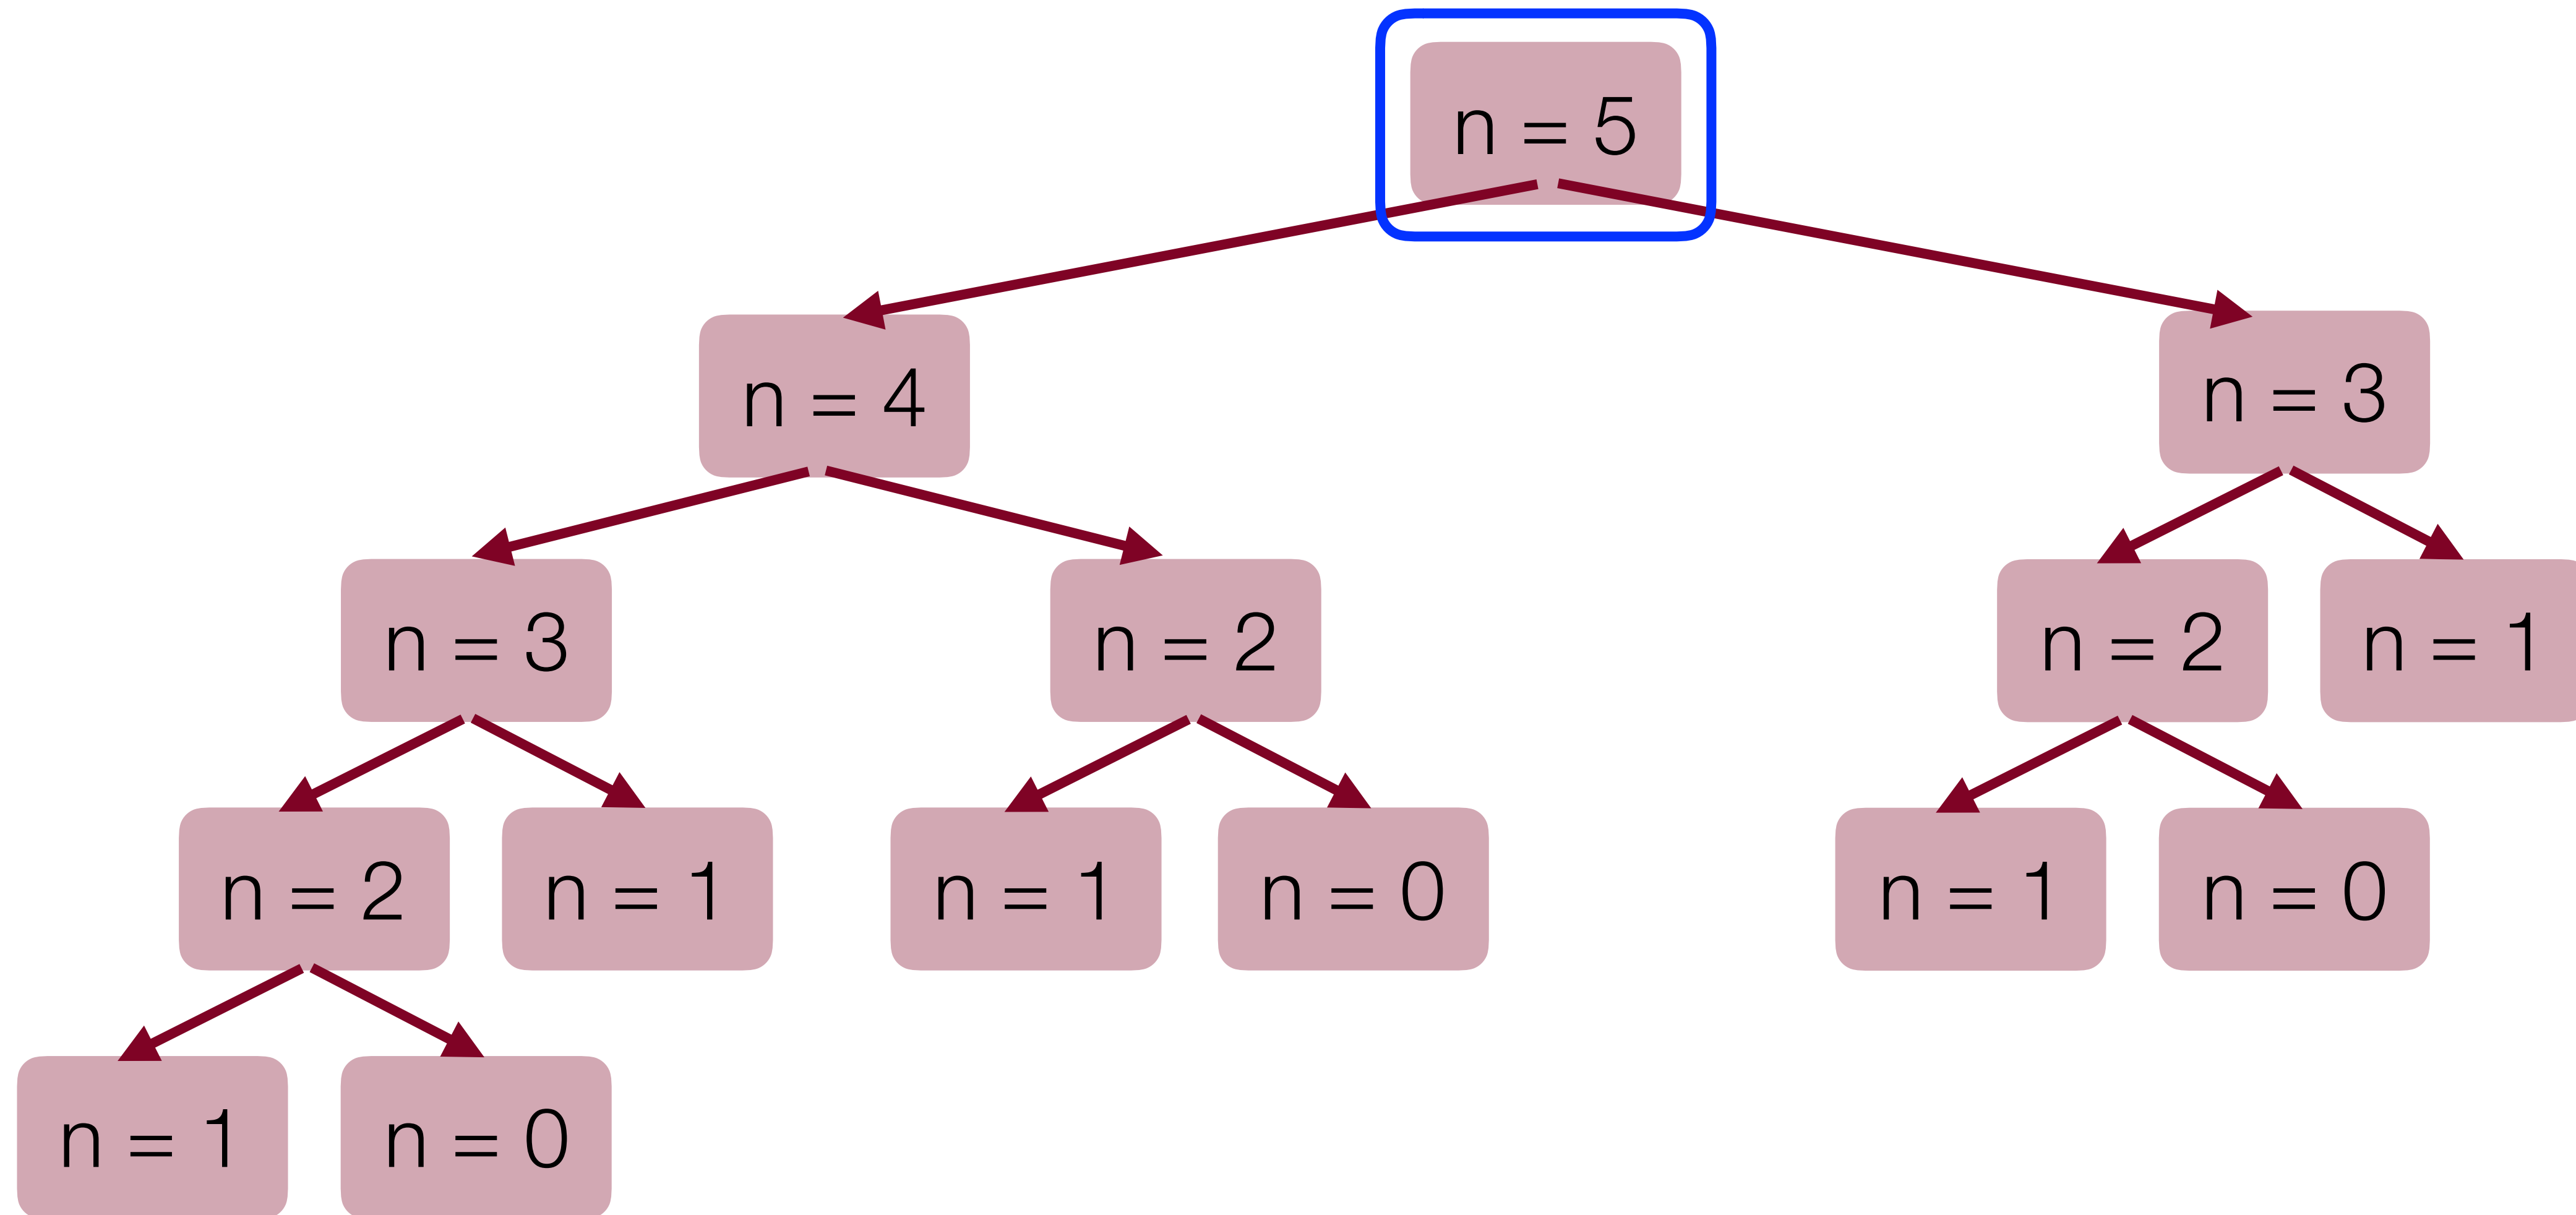 n = 5
n = 4
n = 3
n = 3
n = 2
n = 2
n = 1
n = 2
n = 1
n = 1
n = 0
n = 1
n = 0
n = 1
n = 0